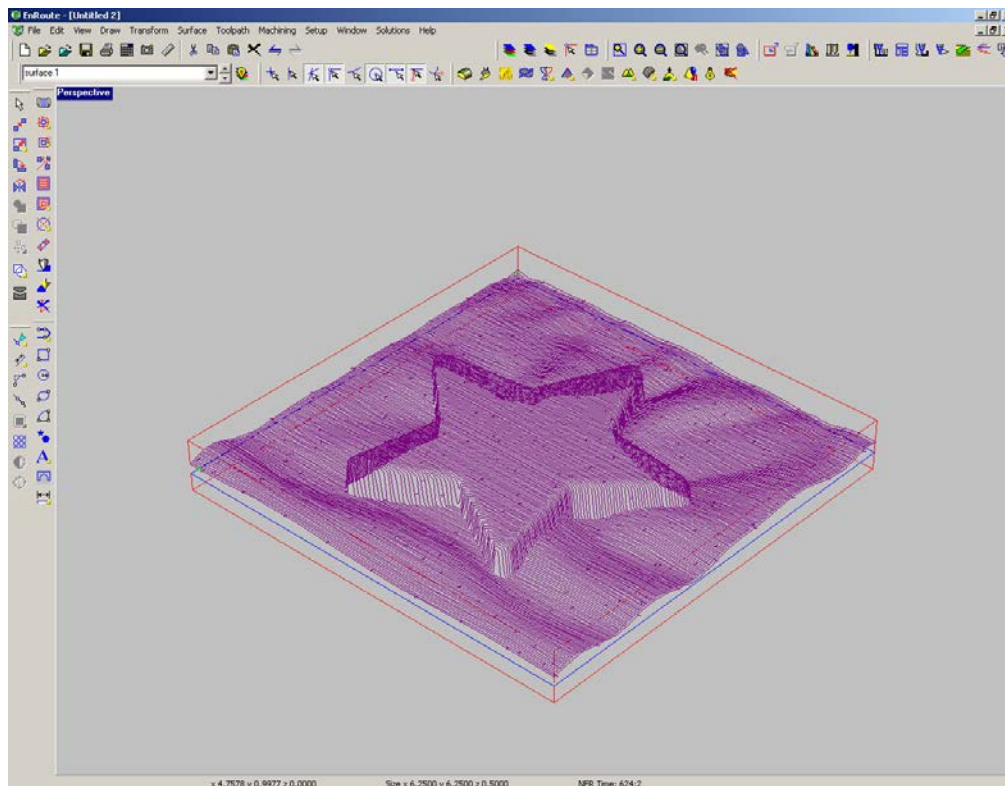 EnRoute - [Untitled 2]
File Edit View Draw Transform Surface Toolpath Machining Setup Window Solutions Help
surface 1
Perspective
x 4.7578 y 0.9977 z 0.0000 Size x 6.2500 y 6.2500 z 0.5000 NFR Time: 624:2